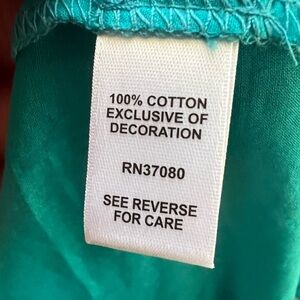 100% COTTON
EXCLUSIVE OF
DECORATION
RN37080
SEE REVERSE
FOR CARE